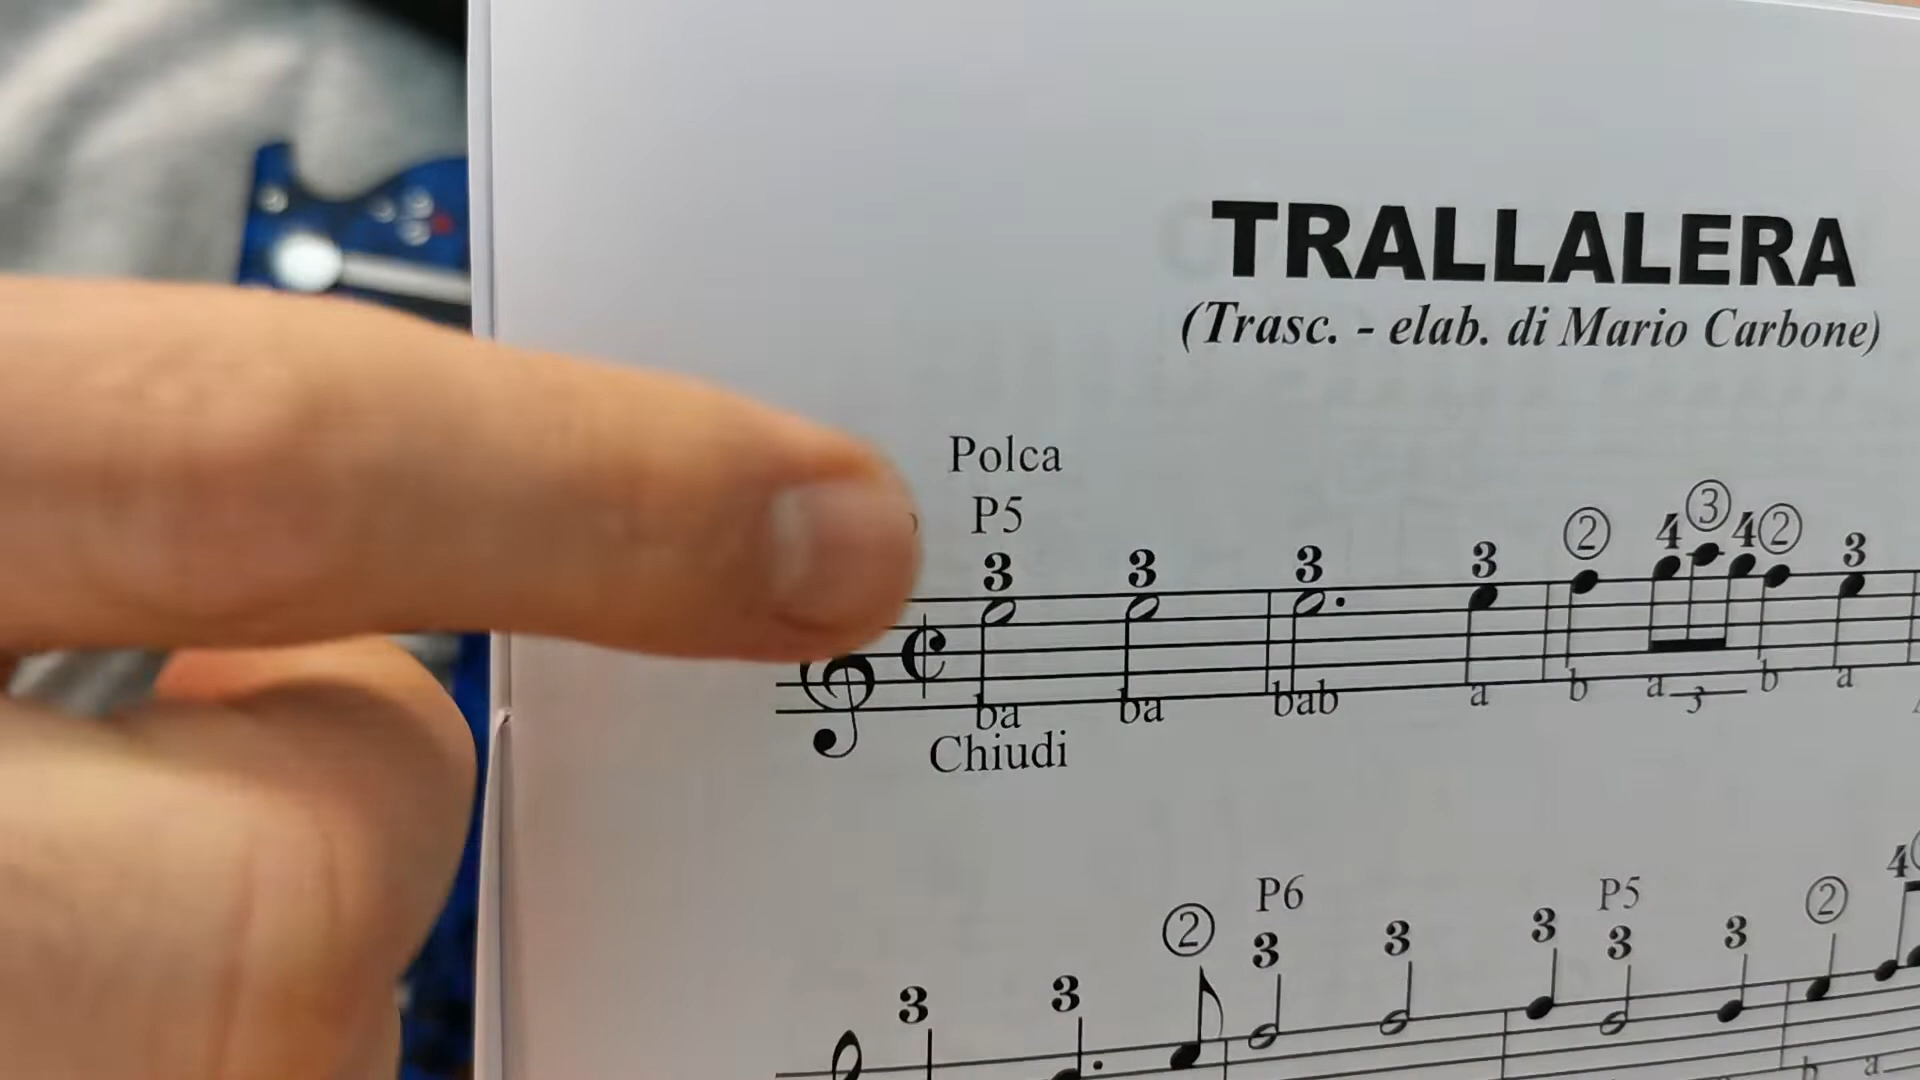 TRALLALERA
(Trasc. - elab. di Mario Carbone)
Polca
P5
3 3 3 3 2 4 3 4 2 3
ba ba bab a b a 3 b a
Chiudi
P6 P5
3 3 2 3 3 3 3 3 2 4
b a